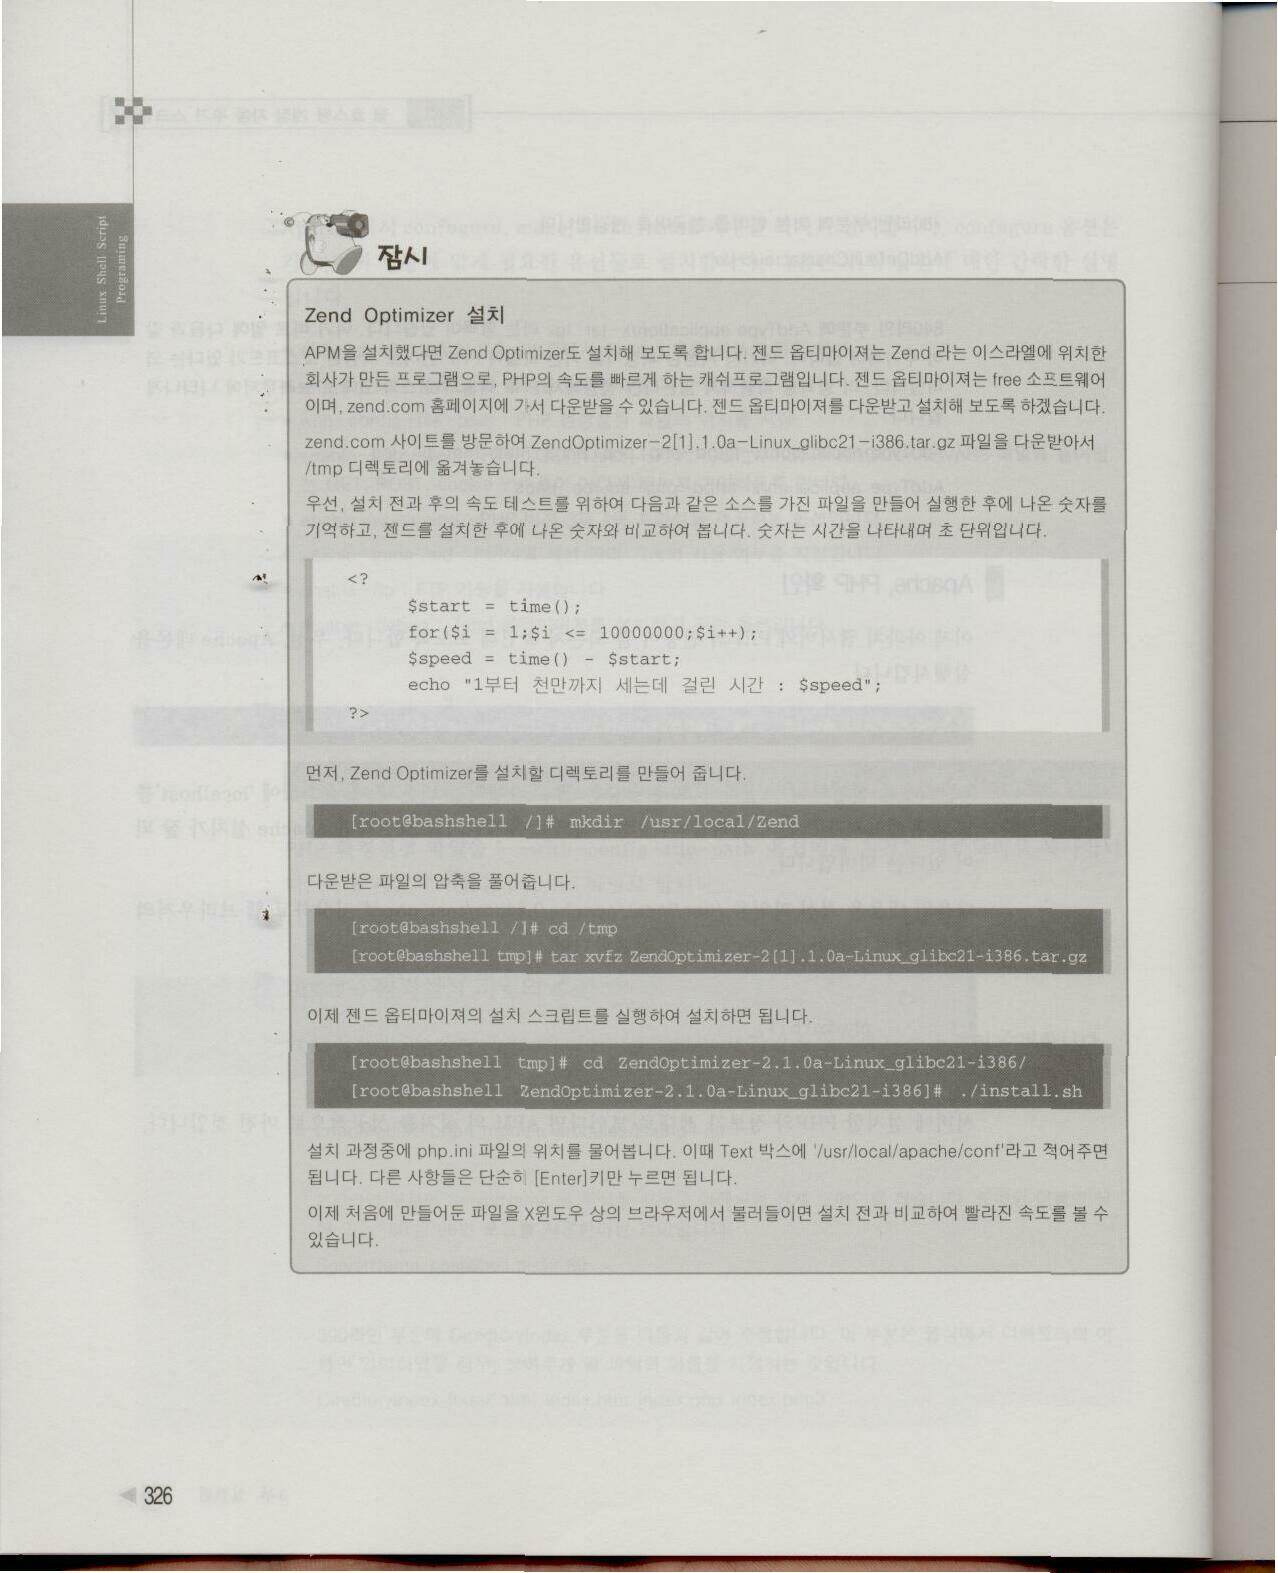 Linux Shell Script
Programing
잠시
Zend Optimizer 설치
APM을 설치했다면 Zend Optimizer도 설치해 보도록 합니다. 젠드 옵티마이져는 Zend 라는 이스라엘에 위치한
회사가 만든 프로그램으로, PHP의 속도를 빠르게 하는 캐쉬프로그램입니다. 젠드 옵티마이져는 free 소프트웨어
이며, zend.com 홈페이지에 가서 다운받을 수 있습니다. 젠드 옵티마이져를 다운받고 설치해 보도록 하겠습니다.
zend.com 사이트를 방문하여 ZendOptimizer-2[1].1.0a-Linux_glibc21-i386.tar.gz 파일을 다운받아서
/tmp 디렉토리에 옮겨놓습니다.
우선, 설치 전과 후의 속도 테스트를 위하여 다음과 같은 소스를 가진 파일을 만들어 실행한 후에 나온 숫자를
기억하고, 젠드를 설치한 후에 나온 숫자와 비교하여 봅니다. 숫자는 시간을 나타내며 초 단위입니다.
<?
$start = time();
for($i = 1;$i <= 10000000;$i++);
$speed = time() - $start;
echo "1부터 천만까지 세는데 걸린 시간 : $speed";
?>
먼저, Zend Optimizer를 설치할 디렉토리를 만들어 줍니다.
[root@bashshell /]# mkdir /usr/local/Zend
다운받은 파일의 압축을 풀어줍니다.
[root@bashshell /]# cd /tmp
[root@bashshell tmp]# tar xvfz ZendOptimizer-2[1].1.0a-Linux_glibc21-i386.tar.gz
이제 젠드 옵티마이져의 설치 스크립트를 실행하여 설치하면 됩니다.
[root@bashshell tmp]# cd ZendOptimizer-2.1.0a-Linux_glibc21-i386/
[root@bashshell ZendOptimizer-2.1.0a-Linux_glibc21-i386]# ./install.sh
설치 과정중에 php.ini 파일의 위치를 물어봅니다. 이때 Text 박스에 '/usr/local/apache/conf'라고 적어주면
됩니다. 다른 사항들은 단순히 [Enter]키만 누르면 됩니다.
이제 처음에 만들어둔 파일을 X윈도우 상의 브라우저에서 불러들이면 설치 전과 비교하여 빨라진 속도를 볼 수
있습니다.
326